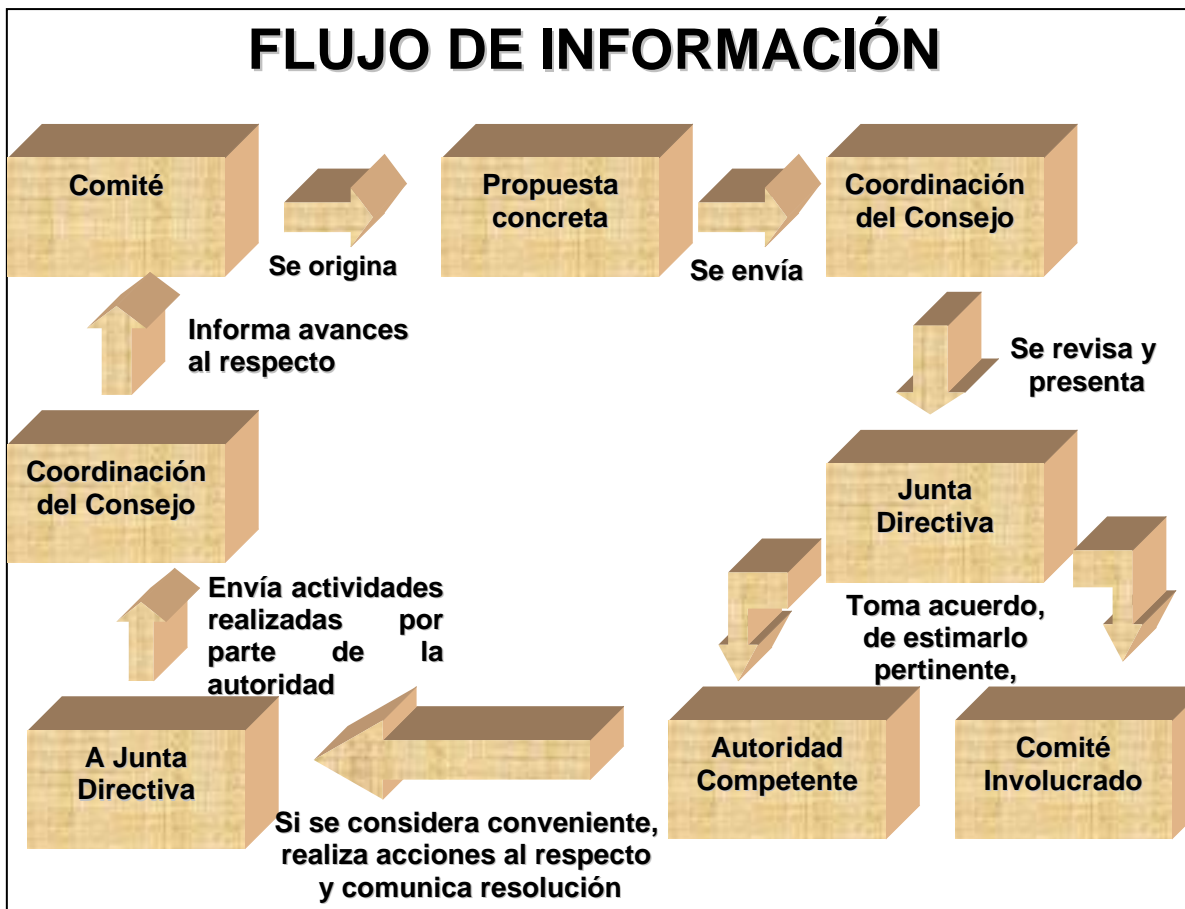 FLUJO DE INFORMACIÓN
Comité
Se origina
Propuesta
concreta
Se envía
Coordinación
del Consejo
Se revisa y
presenta
Junta
Directiva
Toma acuerdo,
de estimarlo
pertinente,
Autoridad
Competente
Comité
Involucrado
Si se considera conveniente,
realiza acciones al respecto
y comunica resolución
A Junta
Directiva
Envía actividades
realizadas por
parte de la
autoridad
Coordinación
del Consejo
Informa avances
al respecto